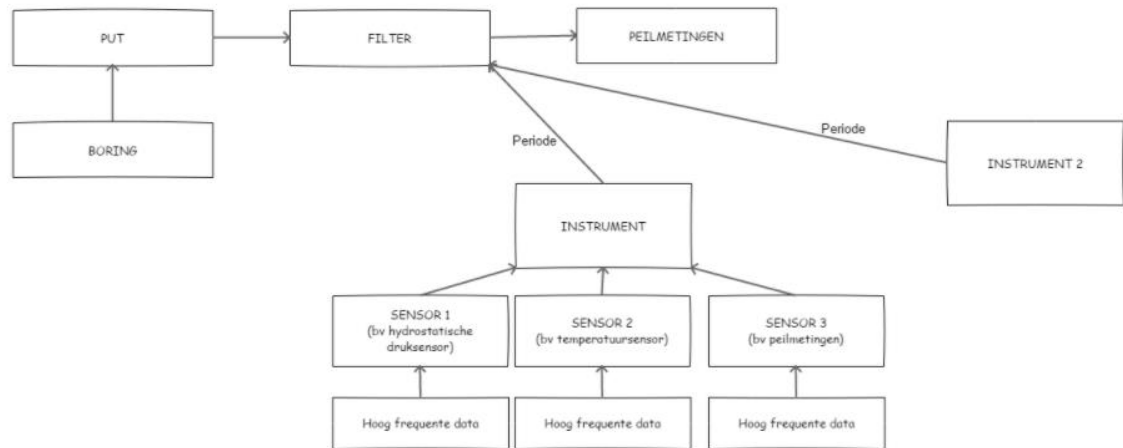 PUT
FILTER
PEILMETINGEN
BORING
Periode
Periode
INSTRUMENT 2
INSTRUMENT
SENSOR 1
(bv hydrostatische
druksensor)
SENSOR 2
(bv temperatuursensor)
SENSOR 3
(bv peilmetingen)
Hoog frequente data
Hoog frequente data
Hoog frequente data